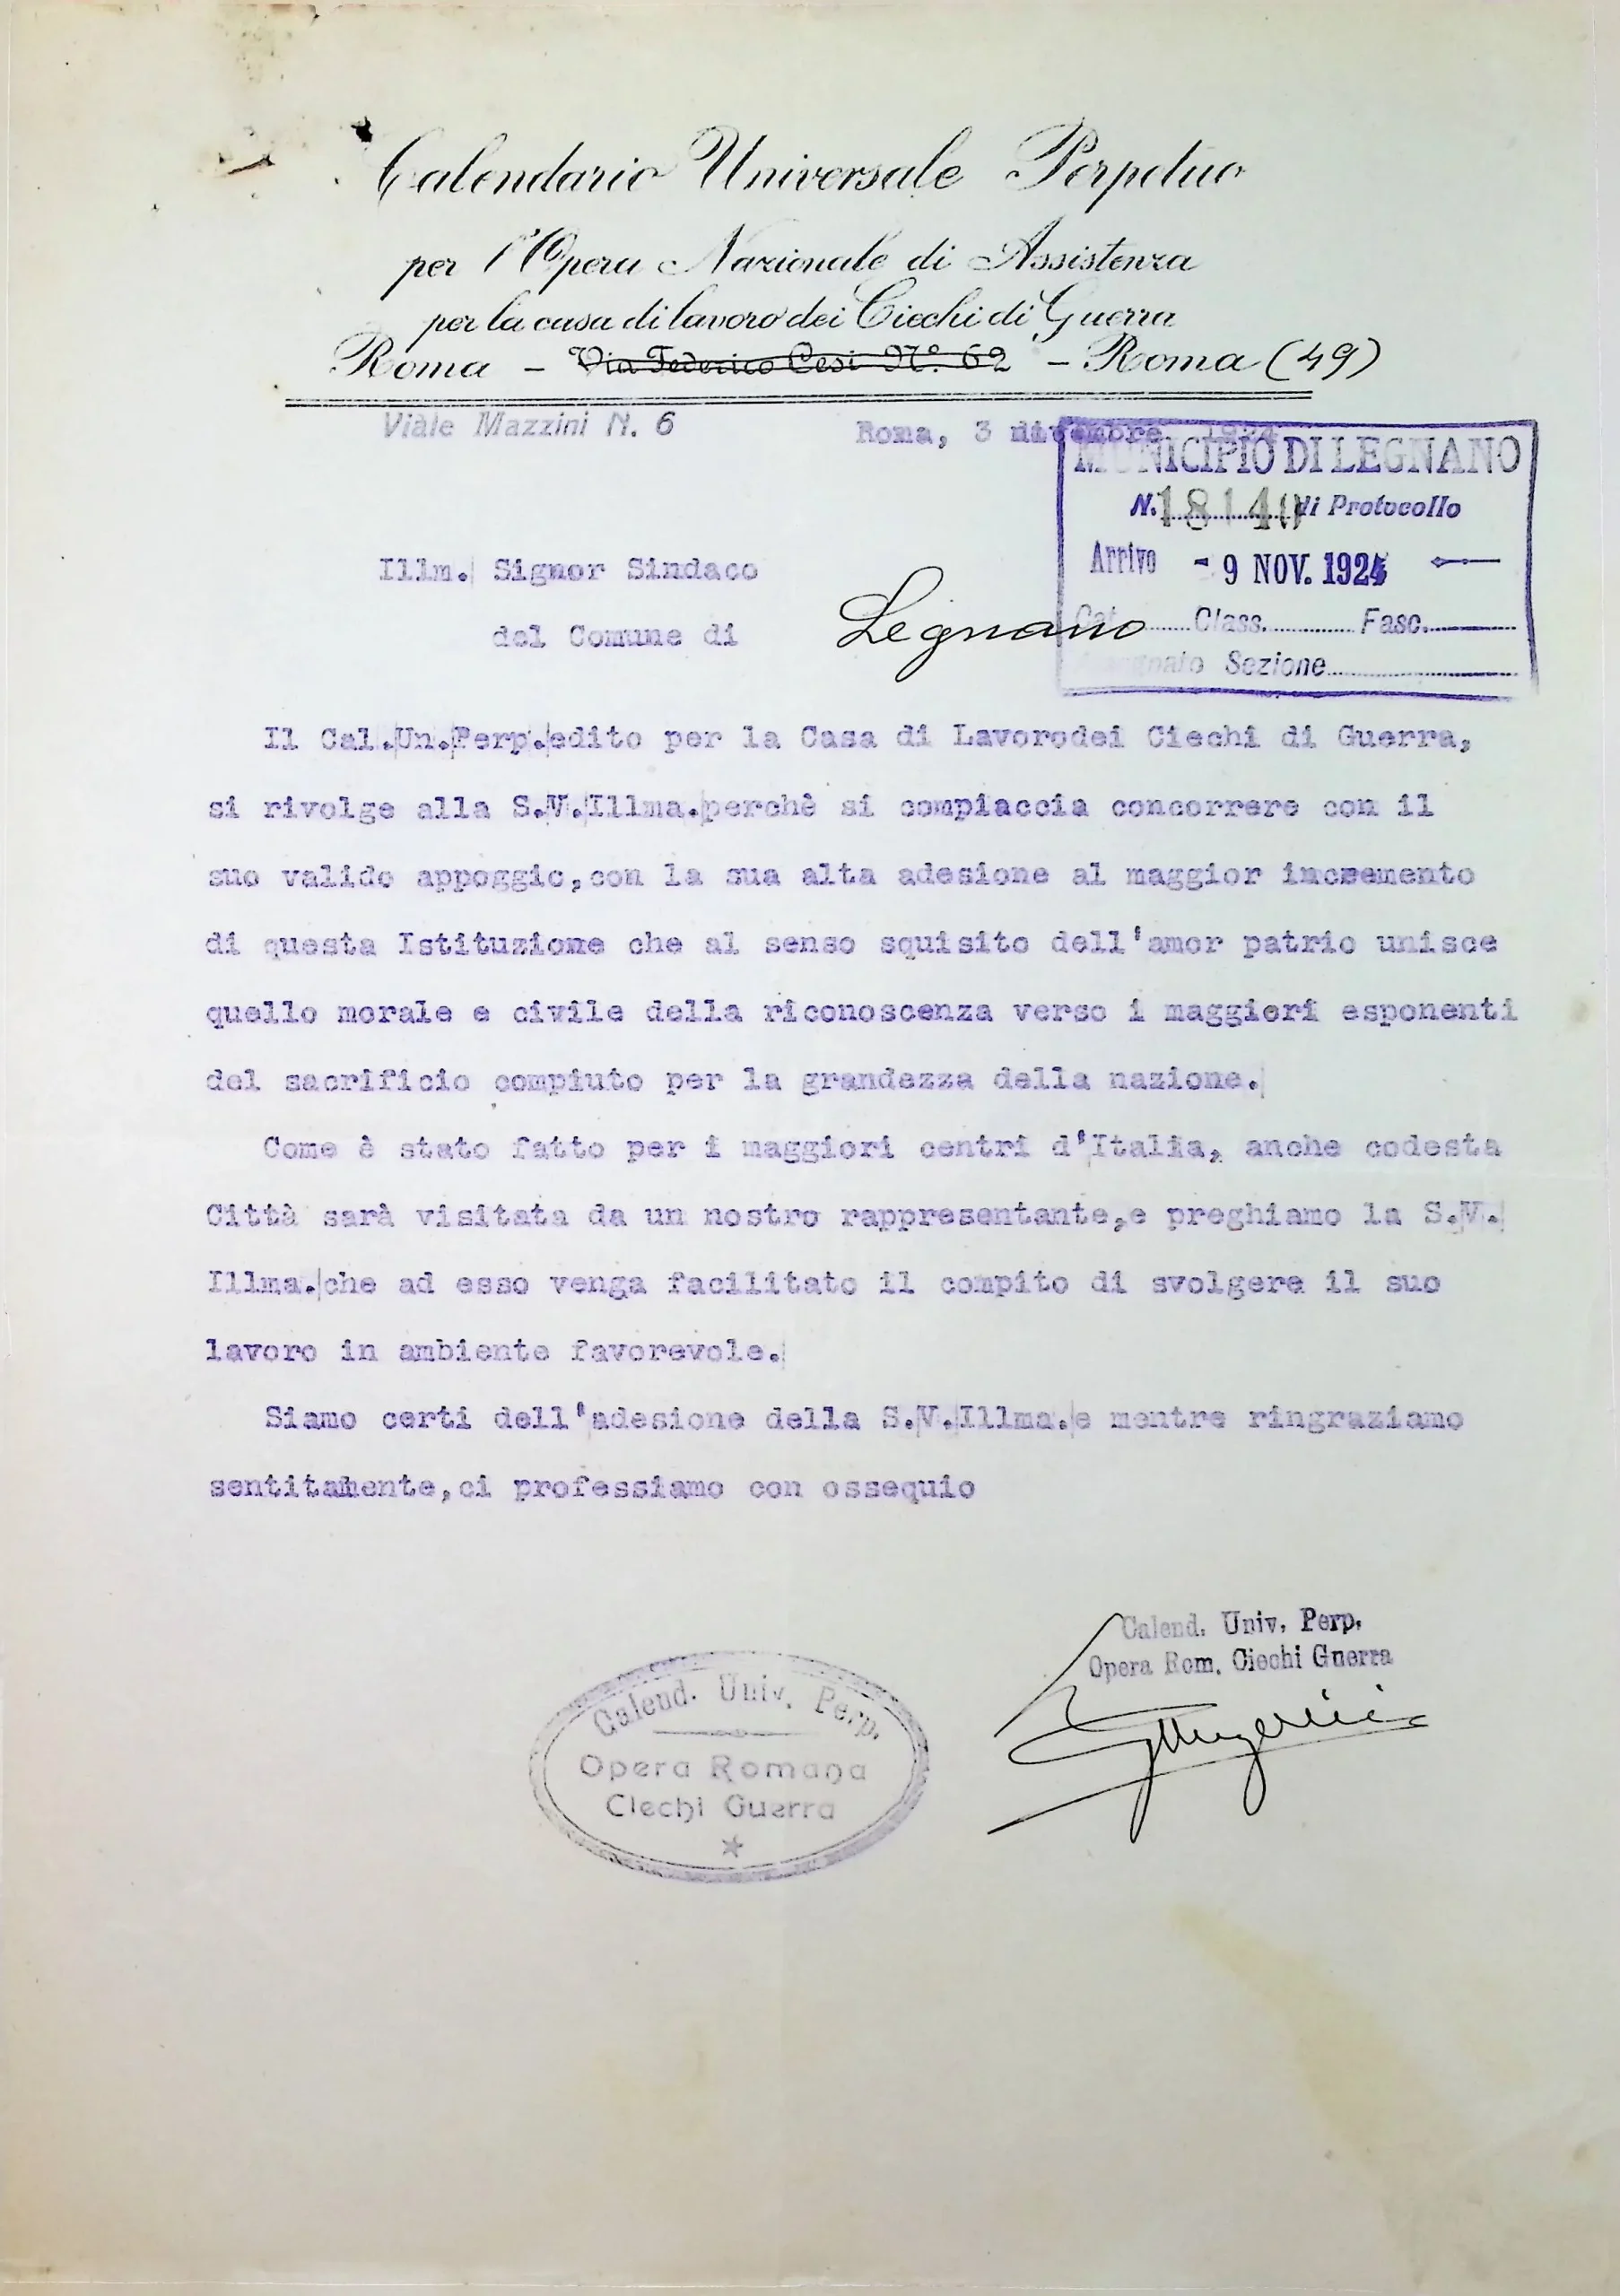 Calendario Universale Perpetuo
per l'Opera Nazionale di Assistenza
per la casa di lavoro dei Ciechi di Guerra
Roma - Via Federico Cesi N.º 62 - Roma (49)
Viale Mazzini N. 6
Roma, 3 dicembre 1924
MUNICIPIO DI LEGNANO
N. 18140 di Protocollo
Arrivo - 9 NOV. 1924
Cat. Class. Fasc.
Sezione
Illm. Signor Sindaco
del Comune di Legnano
Il Cal.Un.Perp.edito per la Casa di Lavorodei Ciechi di Guerra,
si rivolge alla S.V.Illma.perchè si compiaccia concorrere con il
suo valido appoggio,con la sua alta adesione al maggior incremento
di questa Istituzione che al senso squisito dell'amor patrio unisce
quello morale e civile della riconoscenza verso i maggiori esponenti
del sacrificio compiuto per la grandezza della nazione.
Come è stato fatto per i maggiori centri d'Italia, anche codesta
Città sarà visitata da un nostro rappresentante,e preghiamo la S.V.
Illma.che ad esso venga facilitato il compito di svolgere il suo
lavoro in ambiente favorevole.
Siamo certi dell'adesione della S.V.Illma.e mentre ringraziamo
sentitamente,ci professiamo con ossequio
Calend. Univ. Perp.
Opera Rom. Ciechi Guerra
Calend. Univ. Perp.
Opera Romana
Ciechi Guerra